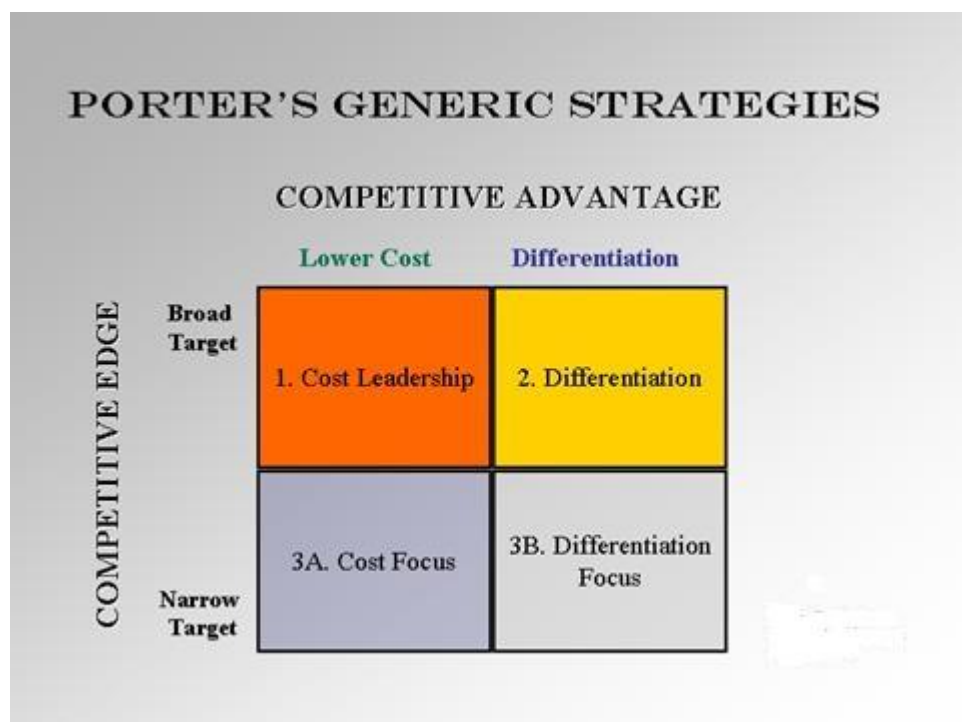 PORTER'S GENERIC STRATEGIES
COMPETITIVE ADVANTAGE
Lower Cost
Differentiation
COMPETITIVE EDGE
Broad
Target
1. Cost Leadership
2. Differentiation
3A. Cost Focus
3B. Differentiation
Focus
Narrow
Target